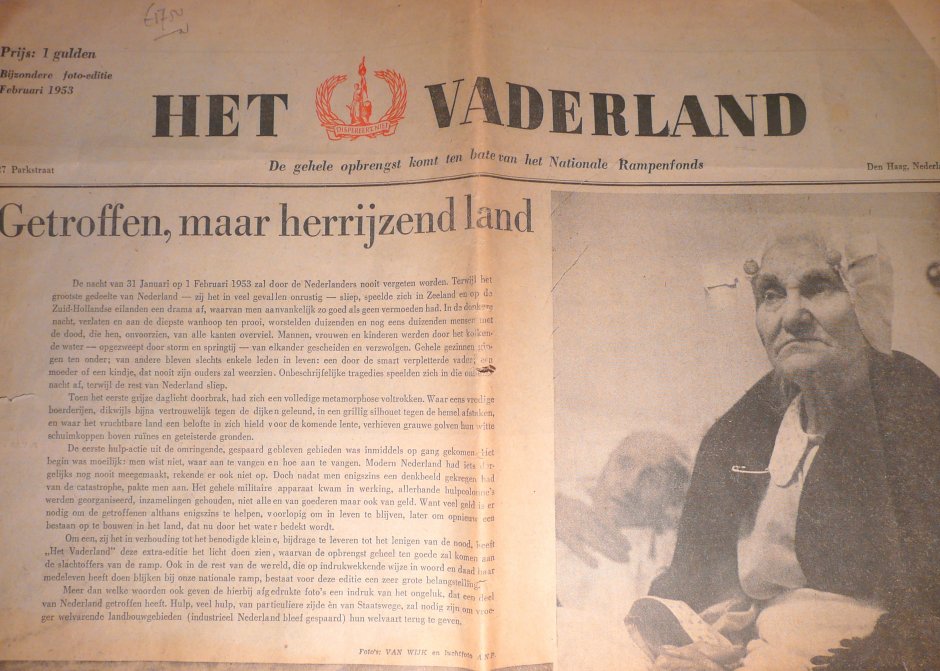 £17.50
Prijs: 1 gulden
Bijzondere foto-editie
Februari 1953
HET VADERLAND
DISPEREERT NIET
7 Parkstraat
De gehele opbrengst komt ten bate van het Nationale Rampenfonds
Den Haag, Nederla
Getroffen, maar herrijzend land
De nacht van 31 Januari op 1 Februari 1953 zal door de Nederlanders nooit vergeten worden. Terwijl het
grootste gedeelte van Nederland — zij het in veel gevallen onrustig — sliep, speelde zich in Zeeland en op de
Zuid-Hollandse eilanden een drama af, waarvan men aanvankelijk zo goed als geen vermoeden had. In de donkere
nacht, verlaten en aan de diepste wanhoop ten prooi, worstelden duizenden en nog eens duizenden mensen met
de dood, die hen, onvoorzien, van alle kanten overviel. Mannen, vrouwen en kinderen werden door het kolken-
de water — opgezweept door storm en springtij — van elkander gescheiden en verzwolgen. Gehele gezinnen gin-
gen ten onder; van andere bleven slechts enkele leden in leven: een door de smart verpletterde vader; een
moeder of een kindje, dat nooit zijn ouders zal weerzien. Onbeschrijfelijke tragedies speelden zich in die
nacht af, terwijl de rest van Nederland sliep.
Toen het eerste grijze daglicht doorbrak, had zich een volledige metamorphose voltrokken. Waar eens vredige
boerderijen, dikwijls bijna vertrouwelijk tegen de dijken geleund, in een grillig silhouet tegen de hemel afstaken,
en waar het vruchtbare land een belofte in zich hield voor de komende lente, verhieven grauwe golven hun witte
schuimkoppen boven ruïnes en geteisterde gronden.
De eerste hulp-actie uit de omringende, gespaard gebleven gebieden was inmiddels op gang gekomen. Het
begin was moeilijk: men wist niet, waar aan te vangen en hoe aan te vangen. Modern Nederland had iets der-
gelijks nog nooit meegemaakt, rekende er ook niet op. Doch nadat men enigszins een denkbeeld gekregen had
van de catastrophe, pakte men aan. Het gehele militaire apparaat kwam in werking, allerhande hulpcolonne's
werden georganiseerd, inzamelingen gehouden, niet alleen van goederen maar ook van geld. Want veel geld is er
nodig om de getroffenen althans enigszins te helpen, voorlopig om in leven te blijven, later om opnieuw een
bestaan op te bouwen in het land, dat nu door het water bedekt wordt.
Om een, zij het in verhouding tot het benodigde kleine, bijdrage te leveren tot het lenigen van de nood, heeft
„Het Vaderland" deze extra-editie het licht doen zien, waarvan de opbrengst geheel ten goede zal komen aan
de slachtoffers van de ramp. Ook in de rest van de wereld, die op indrukwekkende wijze in woord en daad haar
medeleven heeft doen blijken bij onze nationale ramp, bestaat voor deze editie een zeer grote belangstelling.
Meer dan welke woorden ook geven de hierbij afgedrukte foto's een indruk van het ongeluk, dat een deel
van Nederland getroffen heeft. Hulp, veel hulp, van particuliere zijde èn van Staatswege, zal nodig zijn om vroe-
ger welvarende landbouwgebieden (industrieel Nederland bleef gespaard) hun welvaart terug te geven.
Foto's: VAN WIJK en luchtfoto A.N.P.